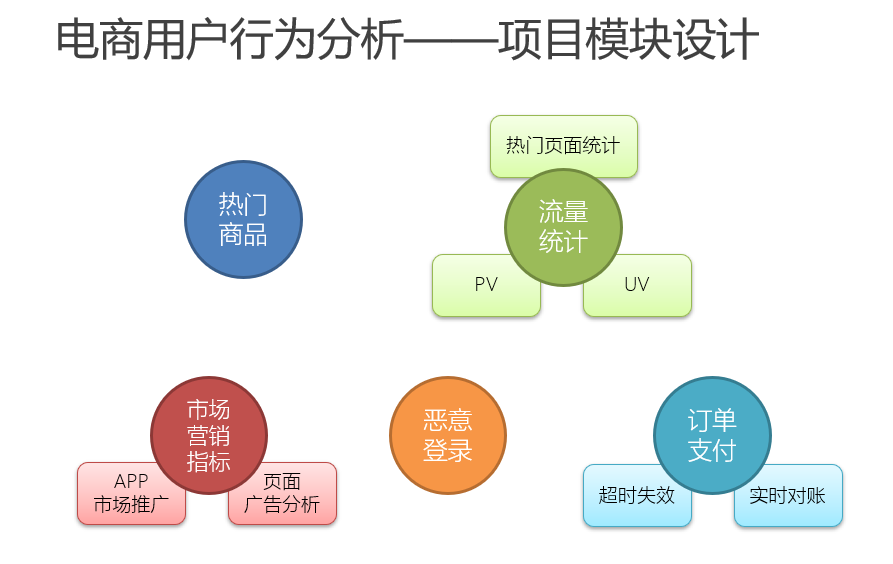 电商用户行为分析——项目模块设计
热门页面统计
热门
商品
流量
统计
PV
UV
市场
营销
指标
APP
市场推广
页面
广告分析
恶意
登录
订单
支付
超时失效
实时对账